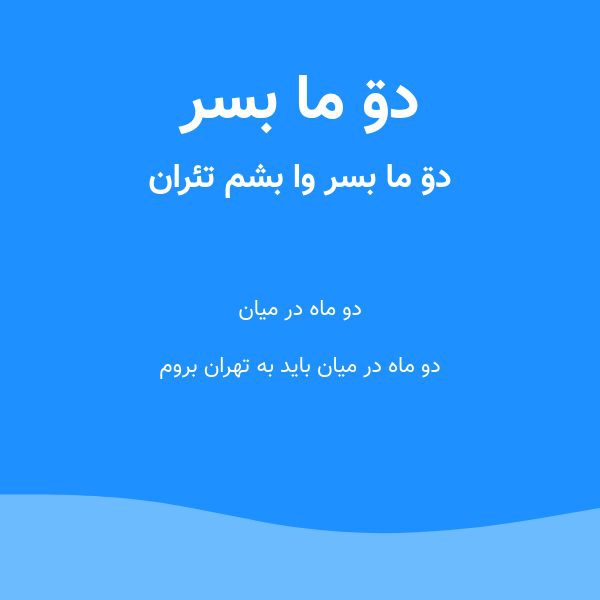 دۊ ما بسر
دۊ ما بسر وا بشم تئران
دو ماه در میان
دو ماه در میان باید به تهران بروم